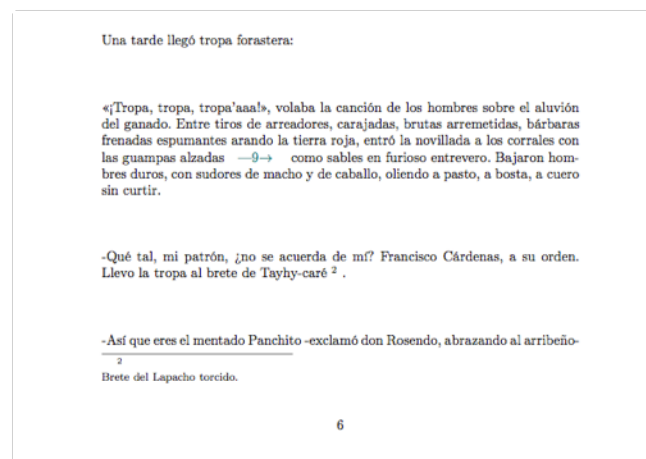 Una tarde llegó tropa forastera:
«¡Tropa, tropa, tropa'aaa!», volaba la canción de los hombres sobre el aluvión
del ganado. Entre tiros de arreadores, carajadas, brutas arremetidas, bárbaras
frenadas espumantes arando la tierra roja, entró la novillada a los corrales con
las guampas alzadas —9→ como sables en furioso entrevero. Bajaron hom-
bres duros, con sudores de macho y de caballo, oliendo a pasto, a bosta, a cuero
sin curtir.
-Qué tal, mi patrón, ¿no se acuerda de mí? Francisco Cárdenas, a su orden.
Llevo la tropa al brete de Tayhy-caré ² .
-Así que eres el mentado Panchito -exclamó don Rosendo, abrazando al arribeño-
2
Brete del Lapacho torcido.
6